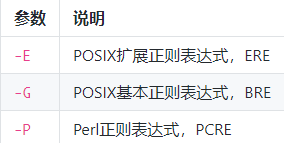 参数 说明
-E POSIX扩展正则表达式，ERE
-G POSIX基本正则表达式，BRE
-P Perl正则表达式，PCRE